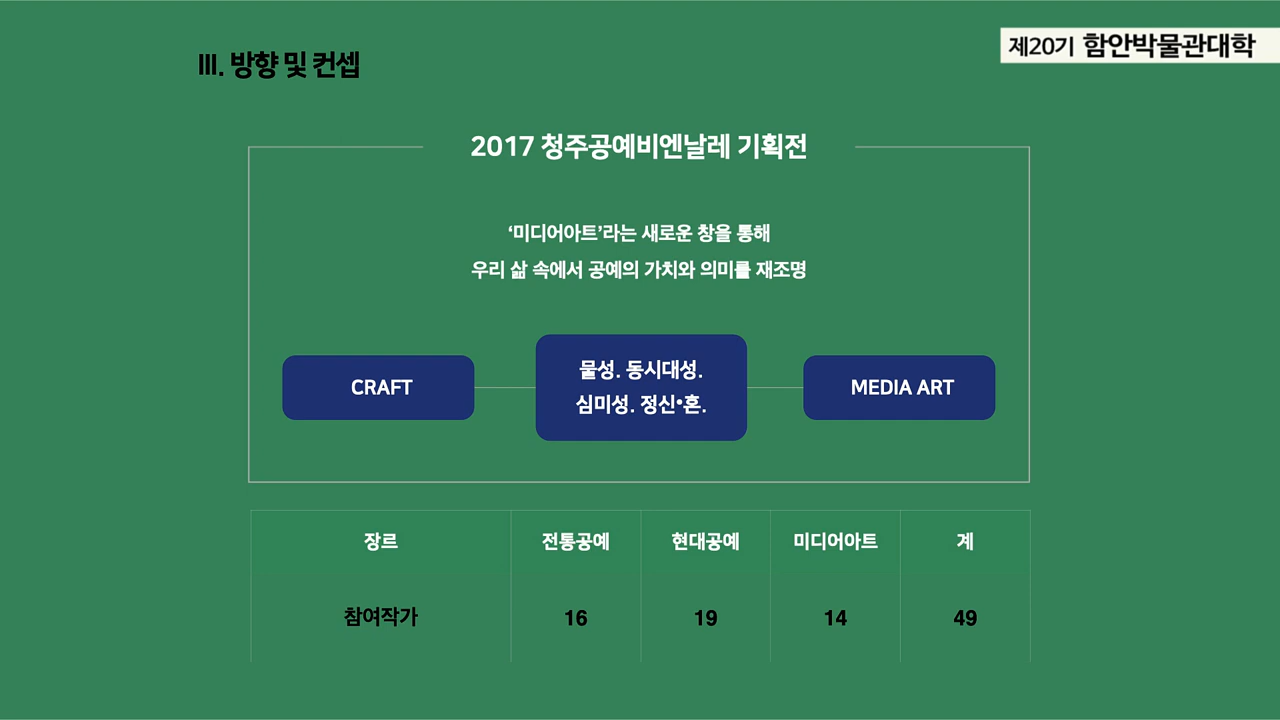 III. 방향 및 컨셉
제20기 함안박물관대학
2017 청주공예비엔날레 기획전
‘미디어아트’라는 새로운 창을 통해
우리 삶 속에서 공예의 가치와 의미를 재조명
CRAFT
물성. 동시대성.
심미성. 정신•혼.
MEDIA ART
장르 전통공예 현대공예 미디어아트 계
참여작가 16 19 14 49